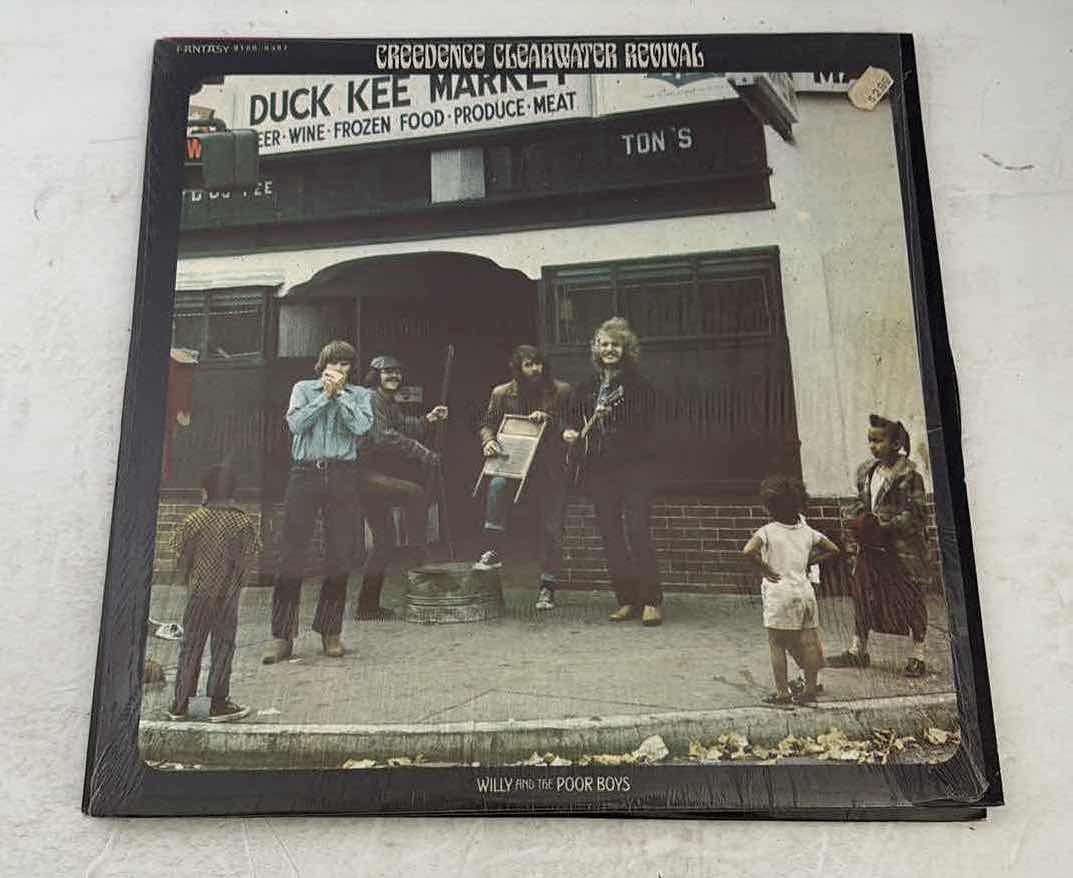 FANTASY 8387
CREEDENCE CLEARWATER REVIVAL
DUCK KEE MARKET
EER·WINE·FROZEN FOOD·PRODUCE·MEAT
TON'S
WILLY AND THE POOR BOYS